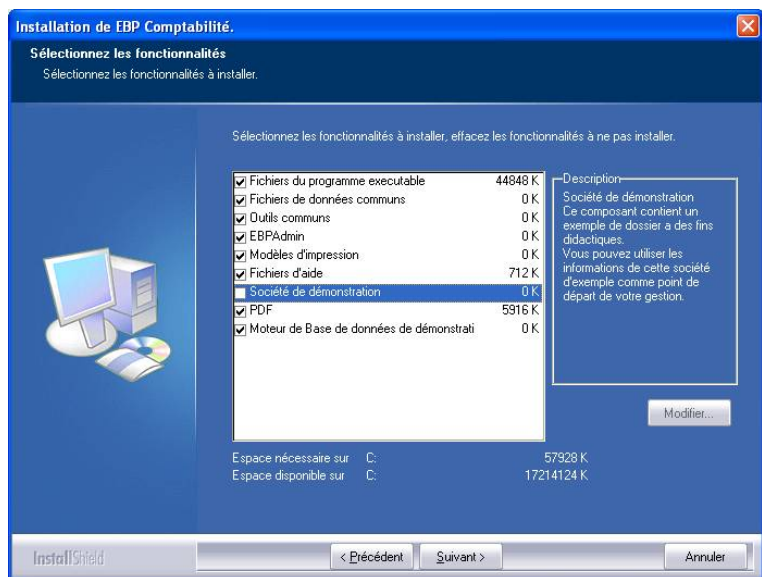 Installation de EBP Comptabilité.
Sélectionnez les fonctionnalités
Sélectionnez les fonctionnalités à installer.
Sélectionnez les fonctionnalités à installer, effacez les fonctionnalités à ne pas installer.
Fichiers du programme executable 44848 K
Fichiers de données communs 0 K
Outils communs 0 K
EBPAdmin 0 K
Modèles d'impression 0 K
Fichiers d'aide 712 K
Société de démonstration 0 K
PDF 5916 K
Moteur de Base de données de démonstrati 0 K
Description
Société de démonstration
Ce composant contient un
exemple de dossier a des fins
didactiques.
Vous pouvez utiliser les
informations de cette société
d'exemple comme point de
départ de votre gestion.
Modifier...
Espace nécessaire sur C: 57928 K
Espace disponible sur C: 17214124 K
InstallShield
< Précédent
Suivant >
Annuler